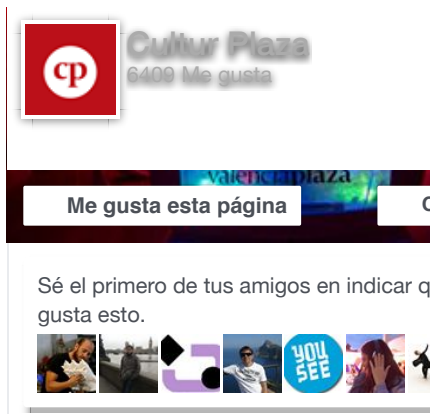 cp
Cultur Plaza
6409 Me gusta
valenciaplaza
Me gusta esta página
Sé el primero de tus amigos en indicar q
gusta esto.
YOU
SEE